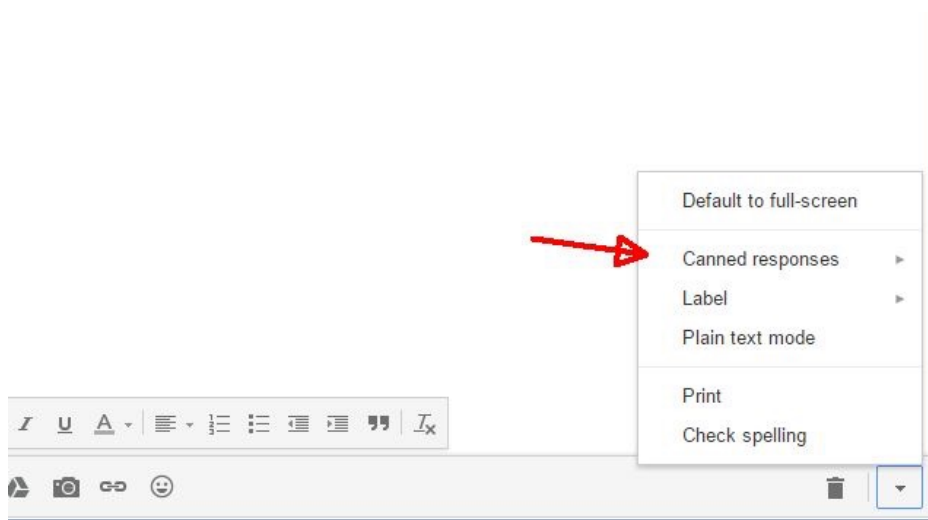 Default to full-screen
Canned responses
Label
Plain text mode
Print
Check spelling